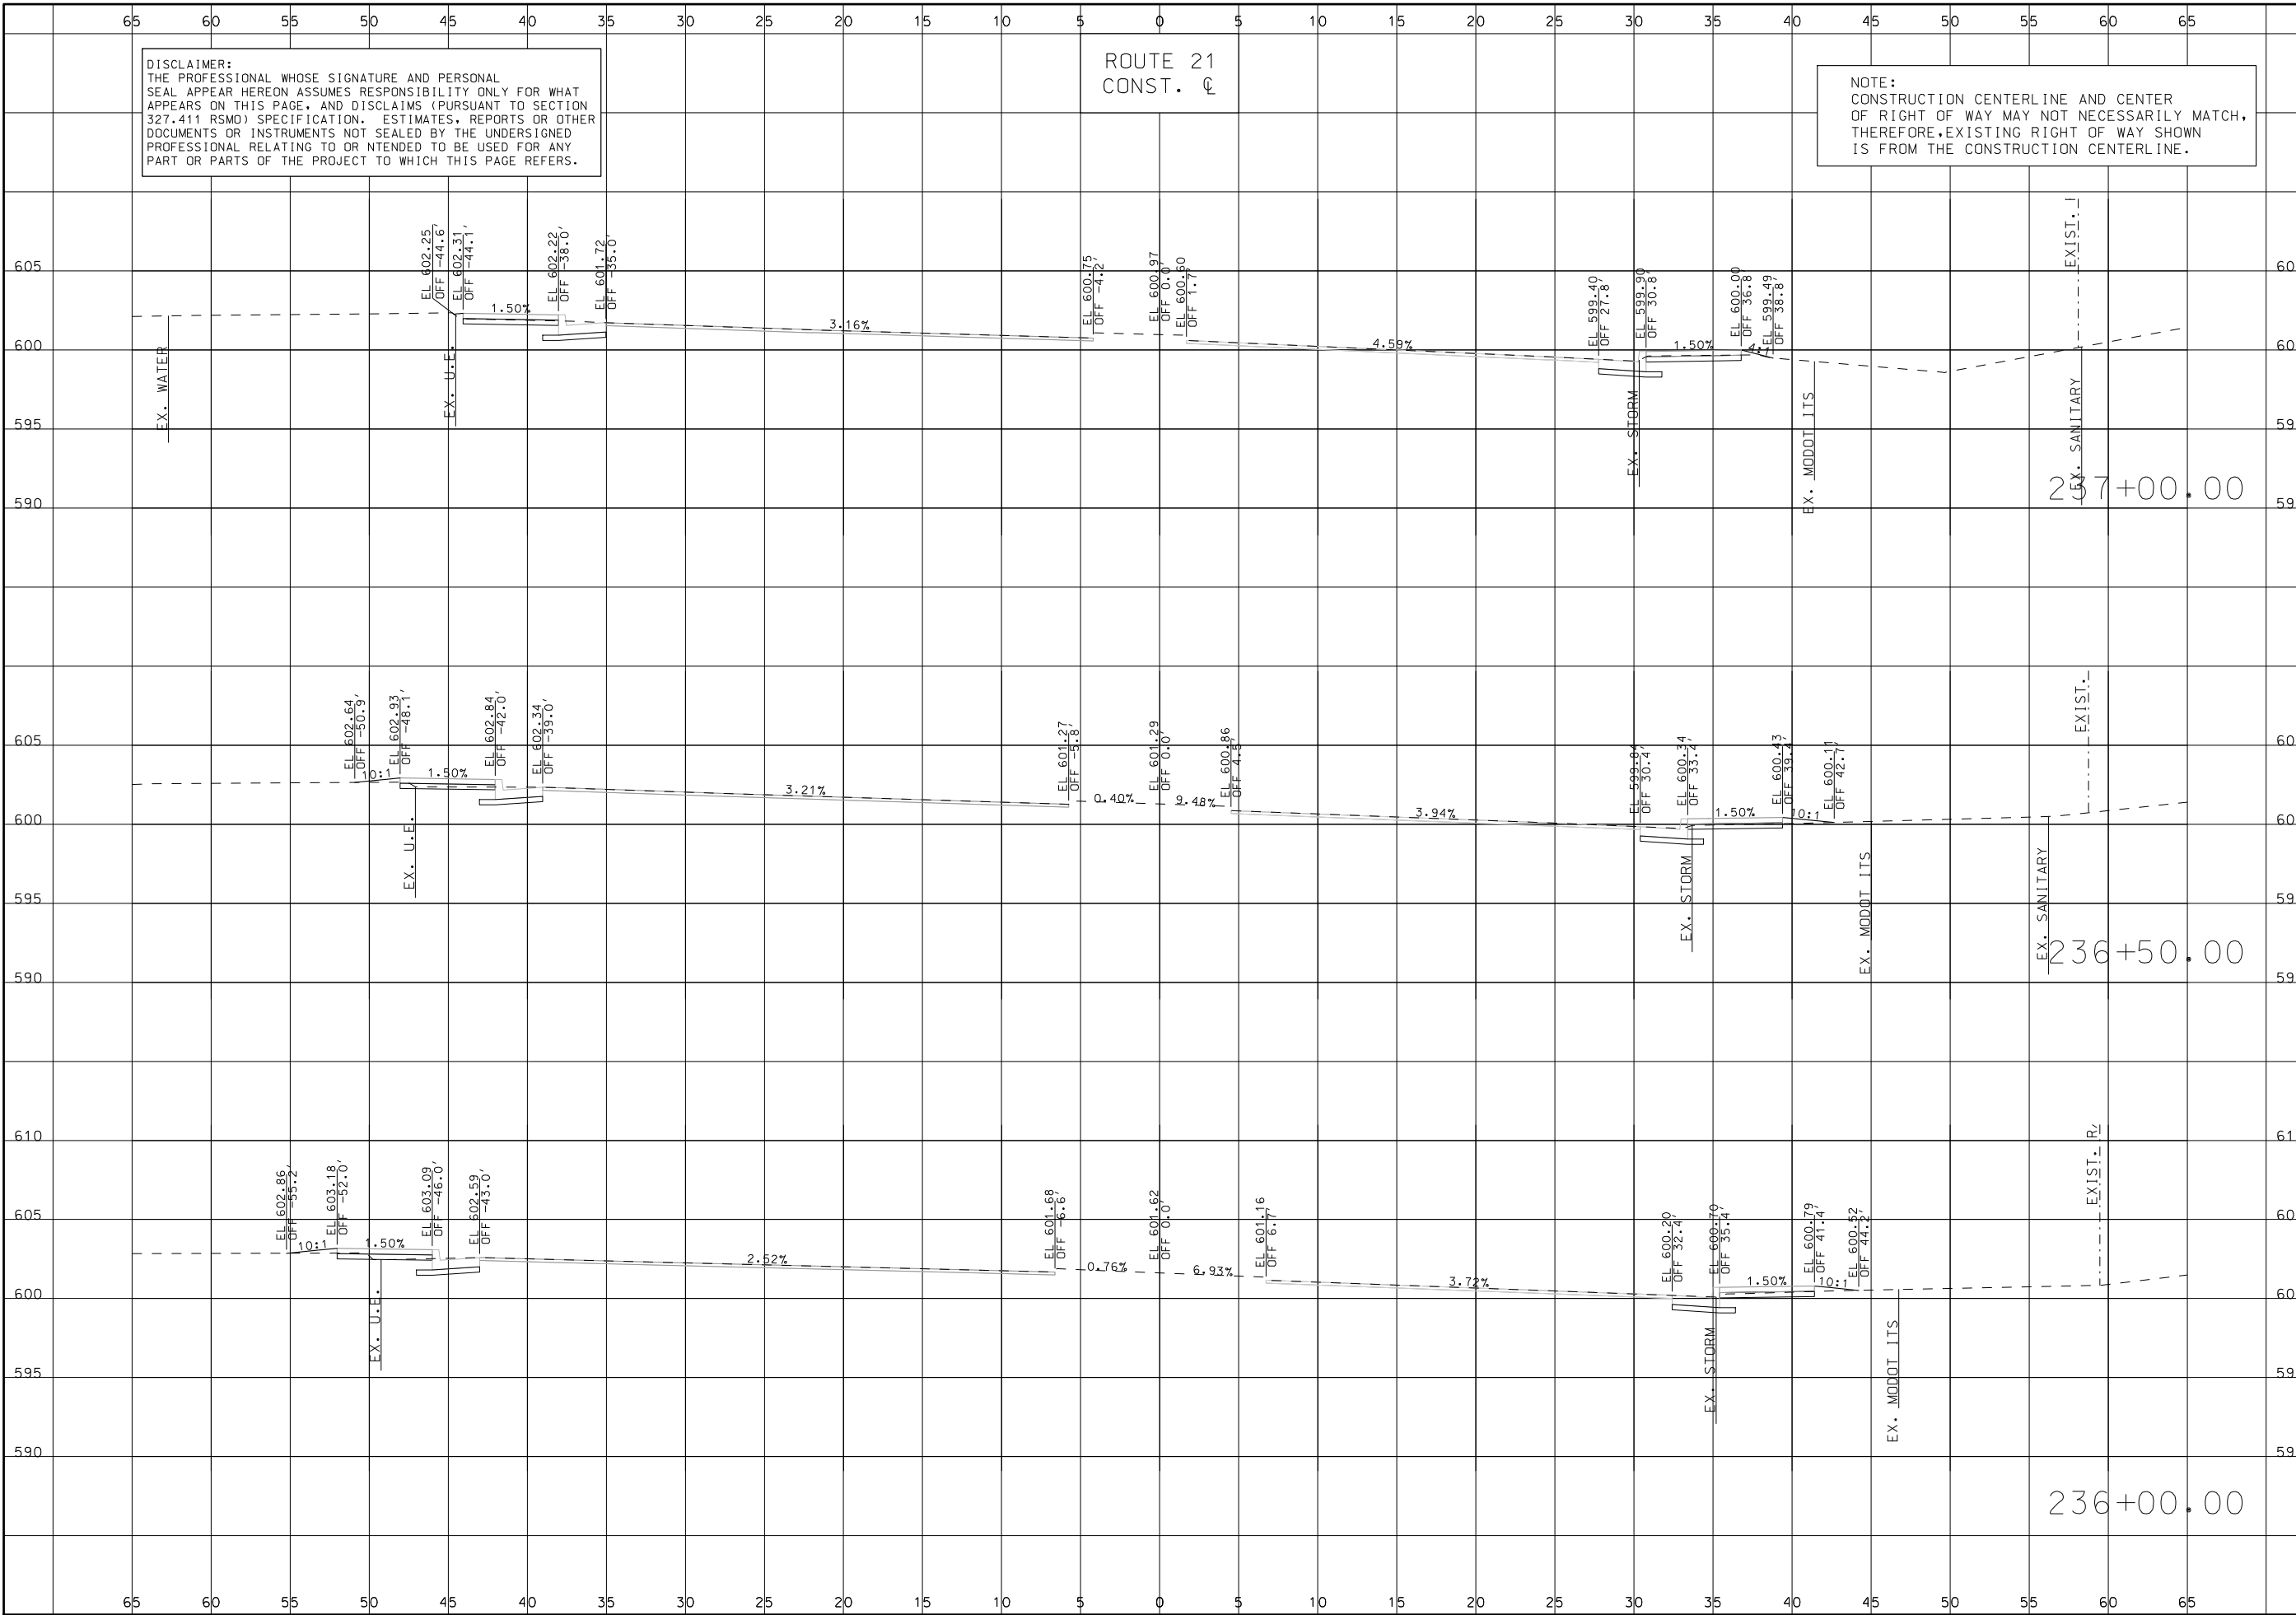 65 60 55 50 45 40 35 30 25 20 15 10 5 0 5 10 15 20 25 30 35 40 45 50 55 60 65
DISCLAIMER:
THE PROFESSIONAL WHOSE SIGNATURE AND PERSONAL
SEAL APPEAR HEREON ASSUMES RESPONSIBILITY ONLY FOR WHAT
APPEARS ON THIS PAGE, AND DISCLAIMS (PURSUANT TO SECTION
327.411 RSMO) SPECIFICATION. ESTIMATES, REPORTS OR OTHER
DOCUMENTS OR INSTRUMENTS NOT SEALED BY THE UNDERSIGNED
PROFESSIONAL RELATING TO OR NTENDED TO BE USED FOR ANY
PART OR PARTS OF THE PROJECT TO WHICH THIS PAGE REFERS.
ROUTE 21
CONST. ℄
NOTE:
CONSTRUCTION CENTERLINE AND CENTER
OF RIGHT OF WAY MAY NOT NECESSARILY MATCH,
THEREFORE,EXISTING RIGHT OF WAY SHOWN
IS FROM THE CONSTRUCTION CENTERLINE.
EL 602.25
OFF -44.6'
EL 602.31
OFF -44.1'
EL 602.22
OFF -38.0'
EL 601.72
OFF -35.0'
EL 600.75
OFF -4.2'
EL 600.97
OFF 0.0'
EL 600.60
OFF 1.7'
EL 599.40
OFF 27.8'
EL 599.90
OFF 30.8'
EL 600.00
OFF 36.8'
EL 599.49
OFF 38.8'
EXIST.
605
60
1.50%
3.16%
4.59%
1.50%
4:1
600
60
EX. WATER
EX. U.E.
EX. STORM
EX. MODOT ITS
EX. SANITARY
595
59
237+00.00
590
59
EL 602.64
OFF -50.9'
EL 602.93
OFF -48.1'
EL 602.84
OFF -42.0'
EL 602.34
OFF -39.0'
EL 601.27
OFF -5.8'
EL 601.29
OFF 0.0'
EL 600.86
OFF 4.5'
EL 599.84
OFF 30.4'
EL 600.34
OFF 33.4'
EL 600.43
OFF 39.4'
EL 600.11
OFF 42.7'
EXIST.
605
60
10:1
1.50%
3.21%
0.40%
9.48%
3.94%
1.50%
10:1
600
60
EX. U.E.
EX. STORM
EX. MODOT ITS
EX. SANITARY
595
59
236+50.00
590
59
610
61
EL 602.86
OFF -55.2'
EL 603.18
OFF -52.0'
EL 603.09
OFF -46.0'
EL 602.59
OFF -43.0'
EL 601.68
OFF -6.6'
EL 601.62
OFF 0.0'
EL 601.16
OFF 6.7'
EL 600.20
OFF 32.4'
EL 600.70
OFF 35.4'
EL 600.79
OFF 41.4'
EL 600.52
OFF 44.2'
EXIST. R/
605
60
10:1
1.50%
2.52%
0.76%
6.93%
3.72%
1.50%
10:1
600
60
EX. U.E.
EX. STORM
EX. MODOT ITS
595
59
590
59
236+00.00
65 60 55 50 45 40 35 30 25 20 15 10 5 0 5 10 15 20 25 30 35 40 45 50 55 60 65